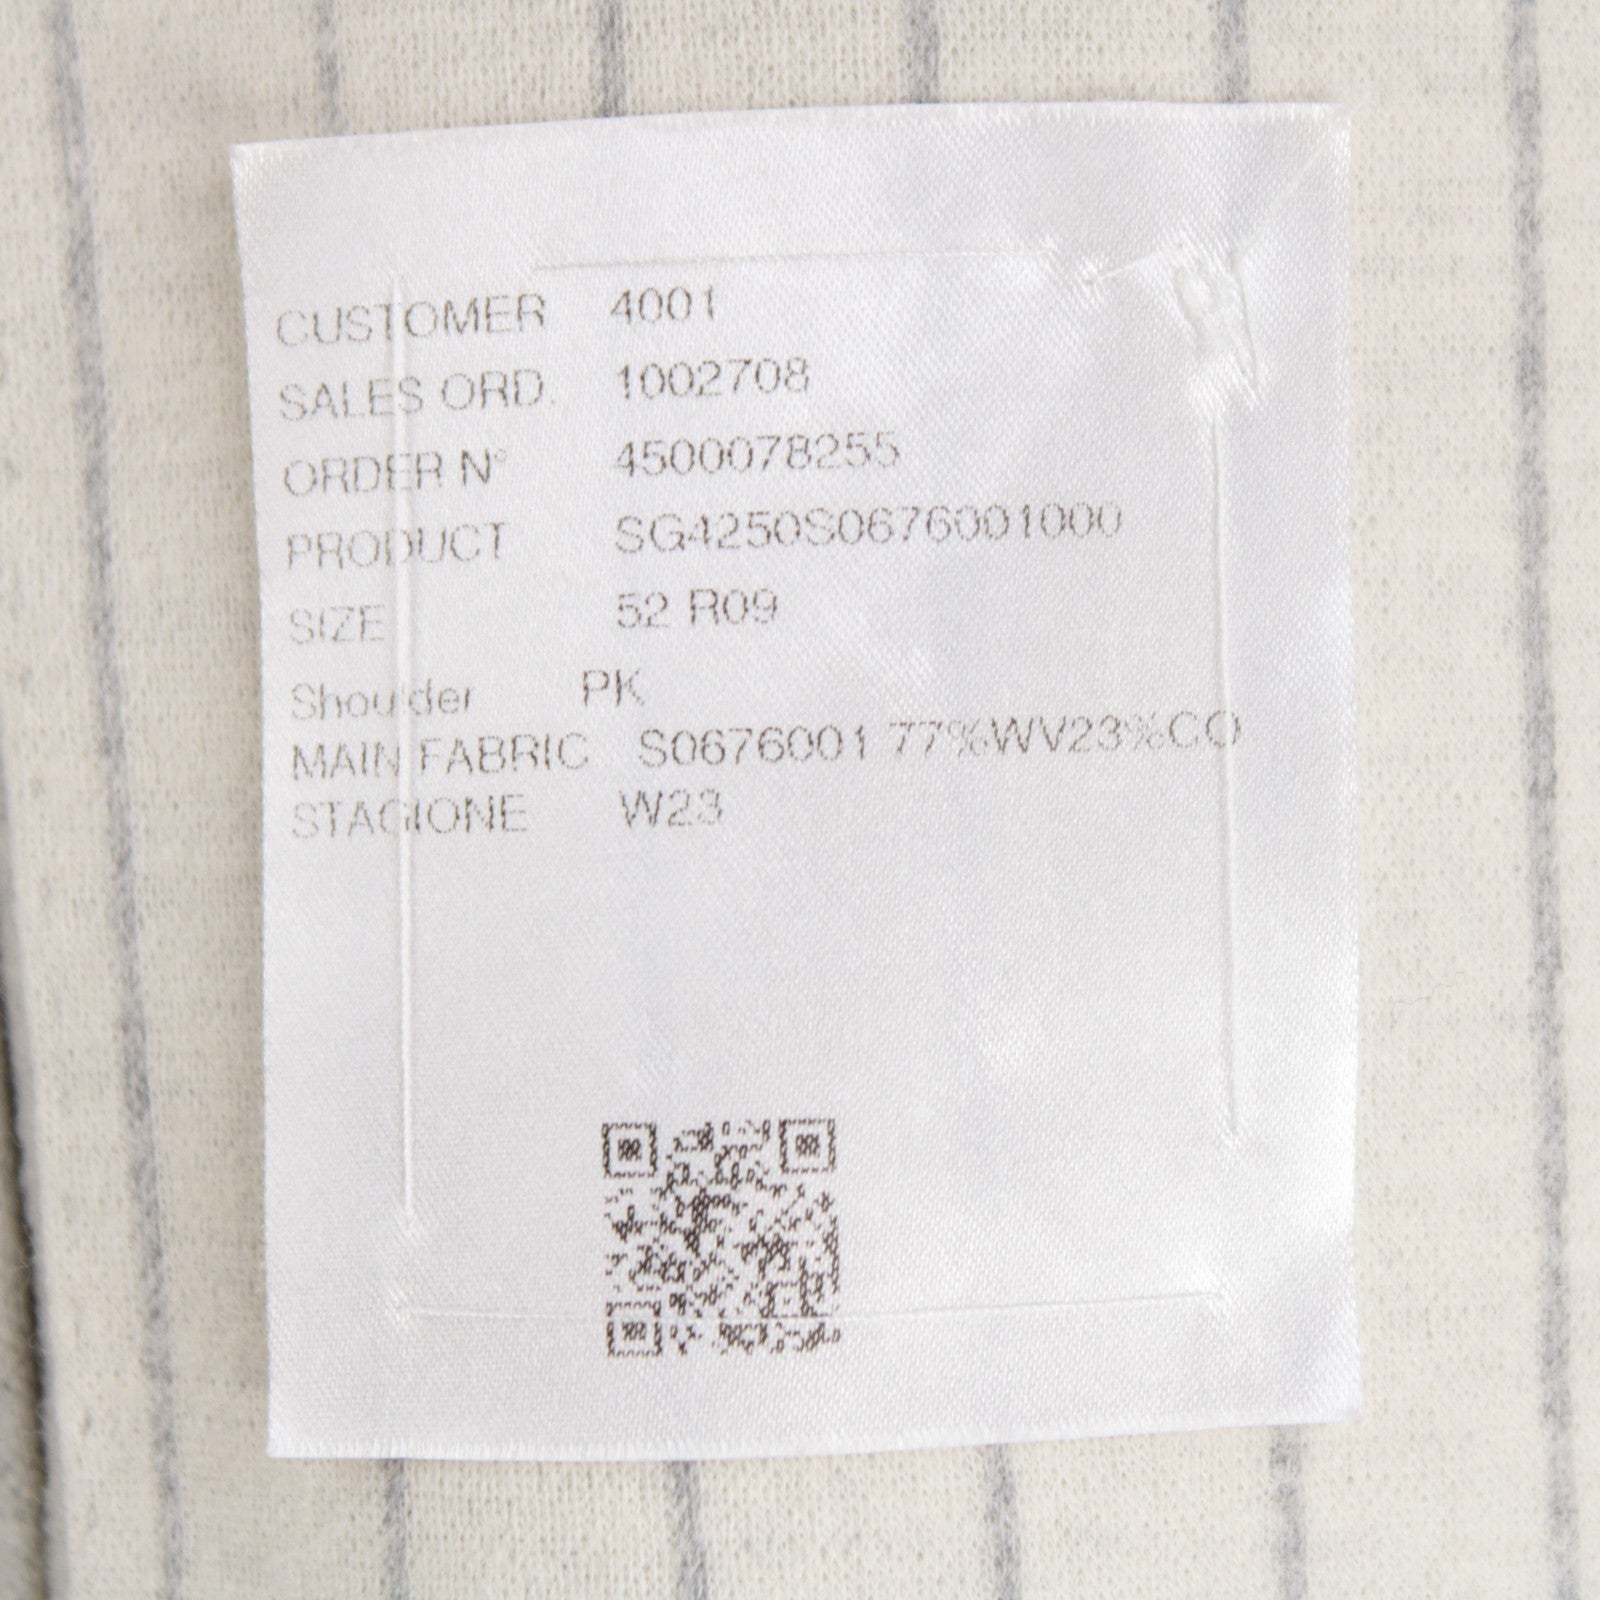 CUSTOMER 4001
SALES ORD. 1002708
ORDER N° 4500078255
PRODUCT SG4250S0676001000
SIZE 52 R09
Shoulder PK
MAIN FABRIC S0676001 77%WV23%CO
STAGIONE W23